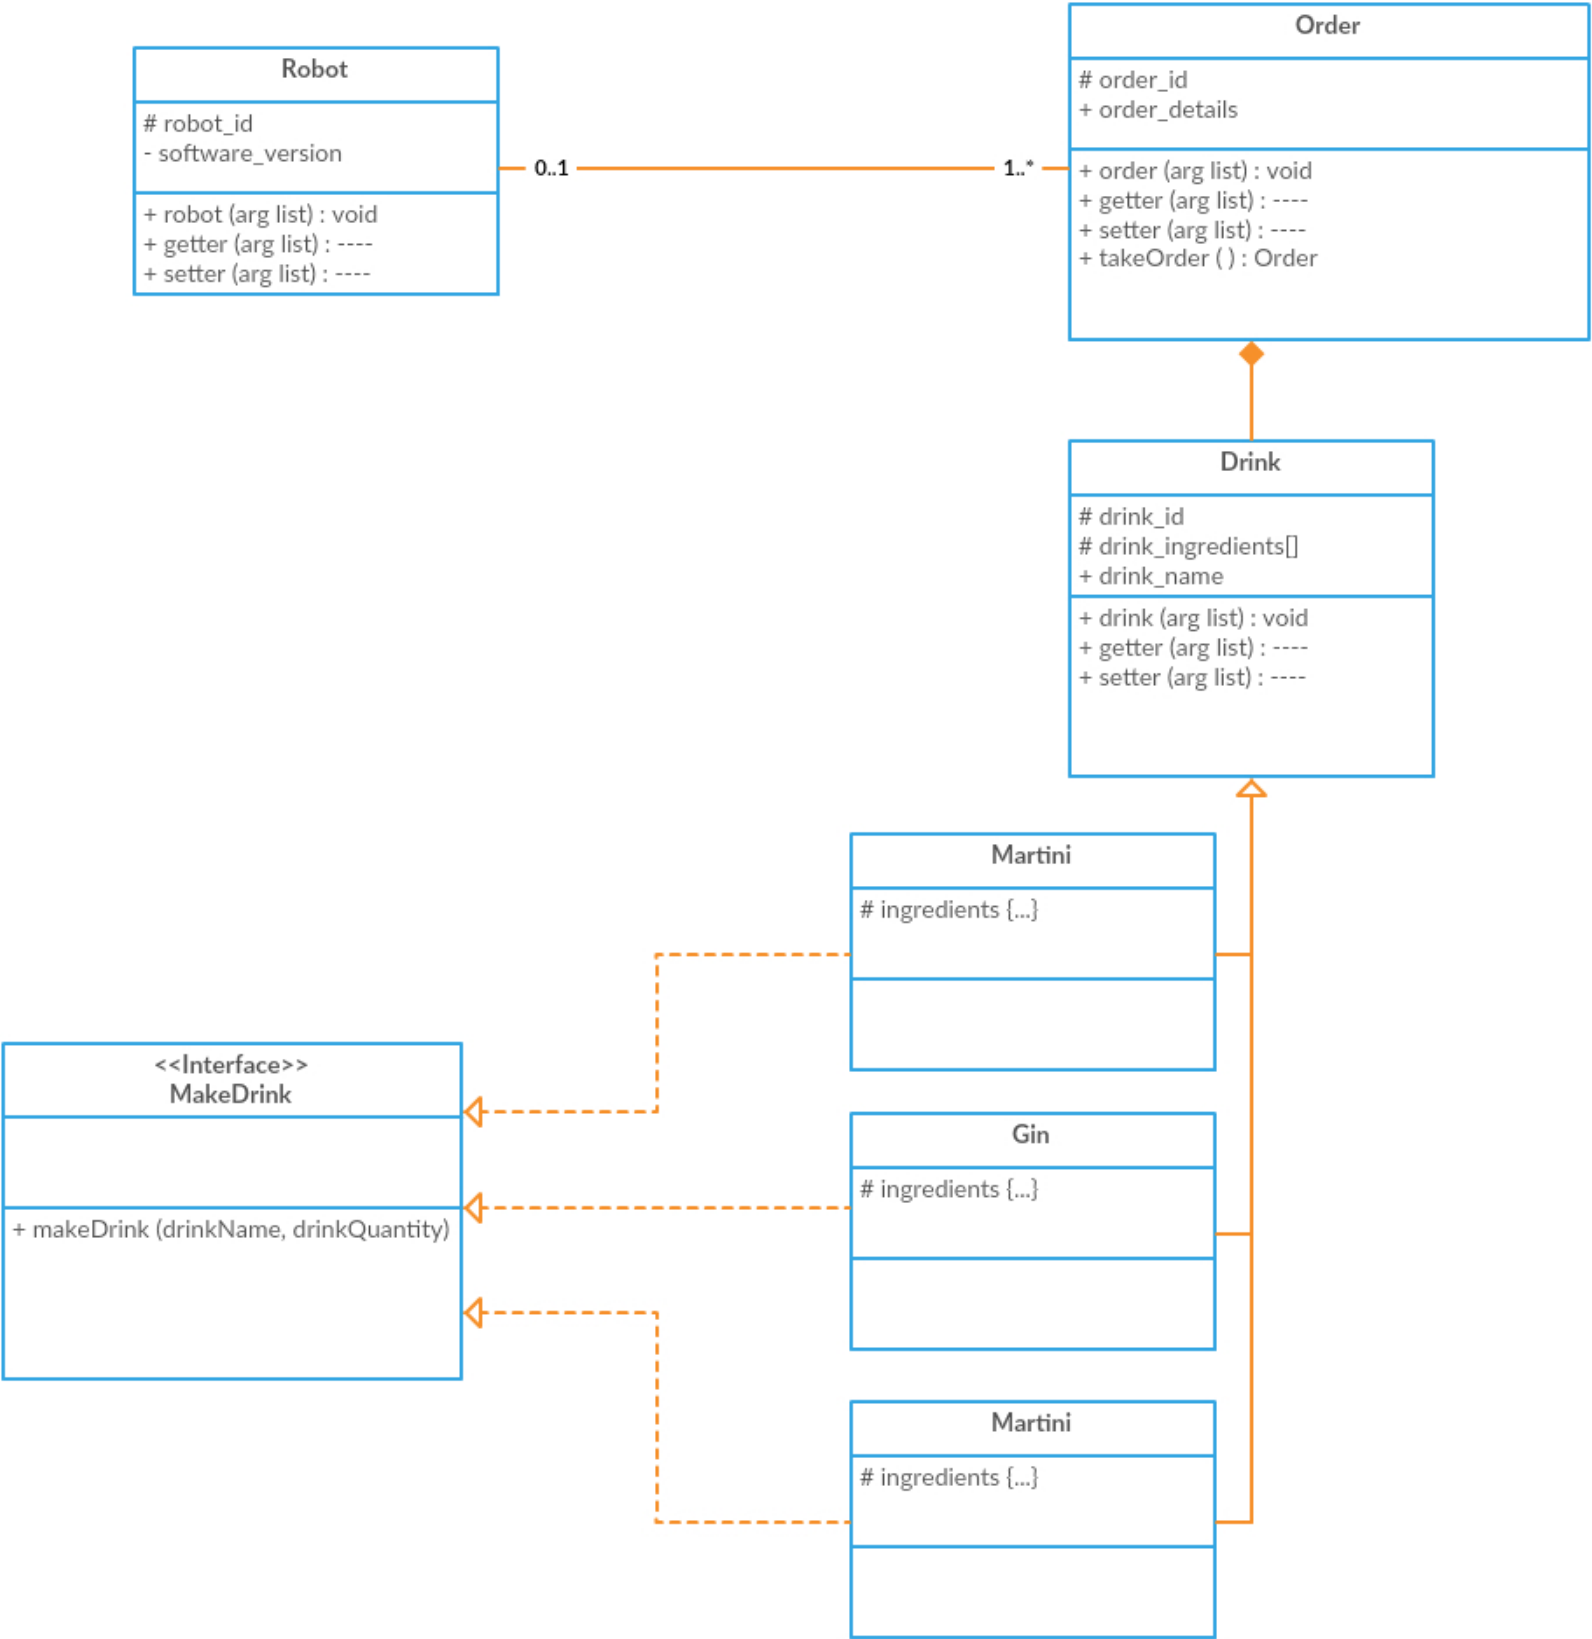 Robot
# robot_id
- software_version
+ robot (arg list) : void
+ getter (arg list) : ----
+ setter (arg list) : ----
0..1
1..*
Order
# order_id
+ order_details
+ order (arg list) : void
+ getter (arg list) : ----
+ setter (arg list) : ----
+ takeOrder ( ) : Order
Drink
# drink_id
# drink_ingredients[]
+ drink_name
+ drink (arg list) : void
+ getter (arg list) : ----
+ setter (arg list) : ----
Martini
# ingredients {...}
<<Interface>>
MakeDrink
+ makeDrink (drinkName, drinkQuantity)
Gin
# ingredients {...}
Martini
# ingredients {...}